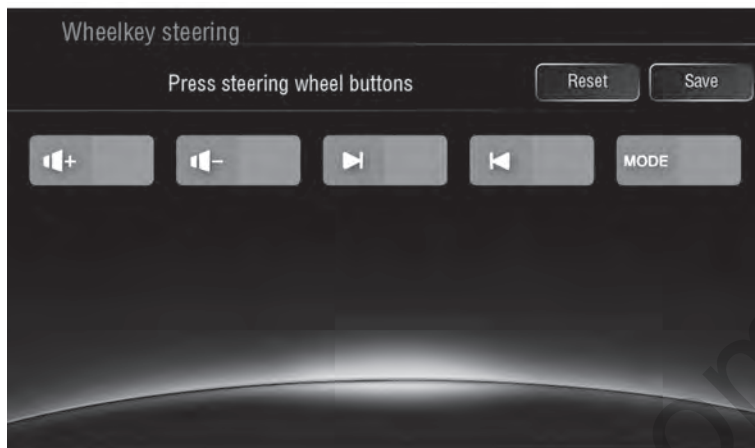 Wheelkey steering
Press steering wheel buttons
Reset
Save
+
-
MODE